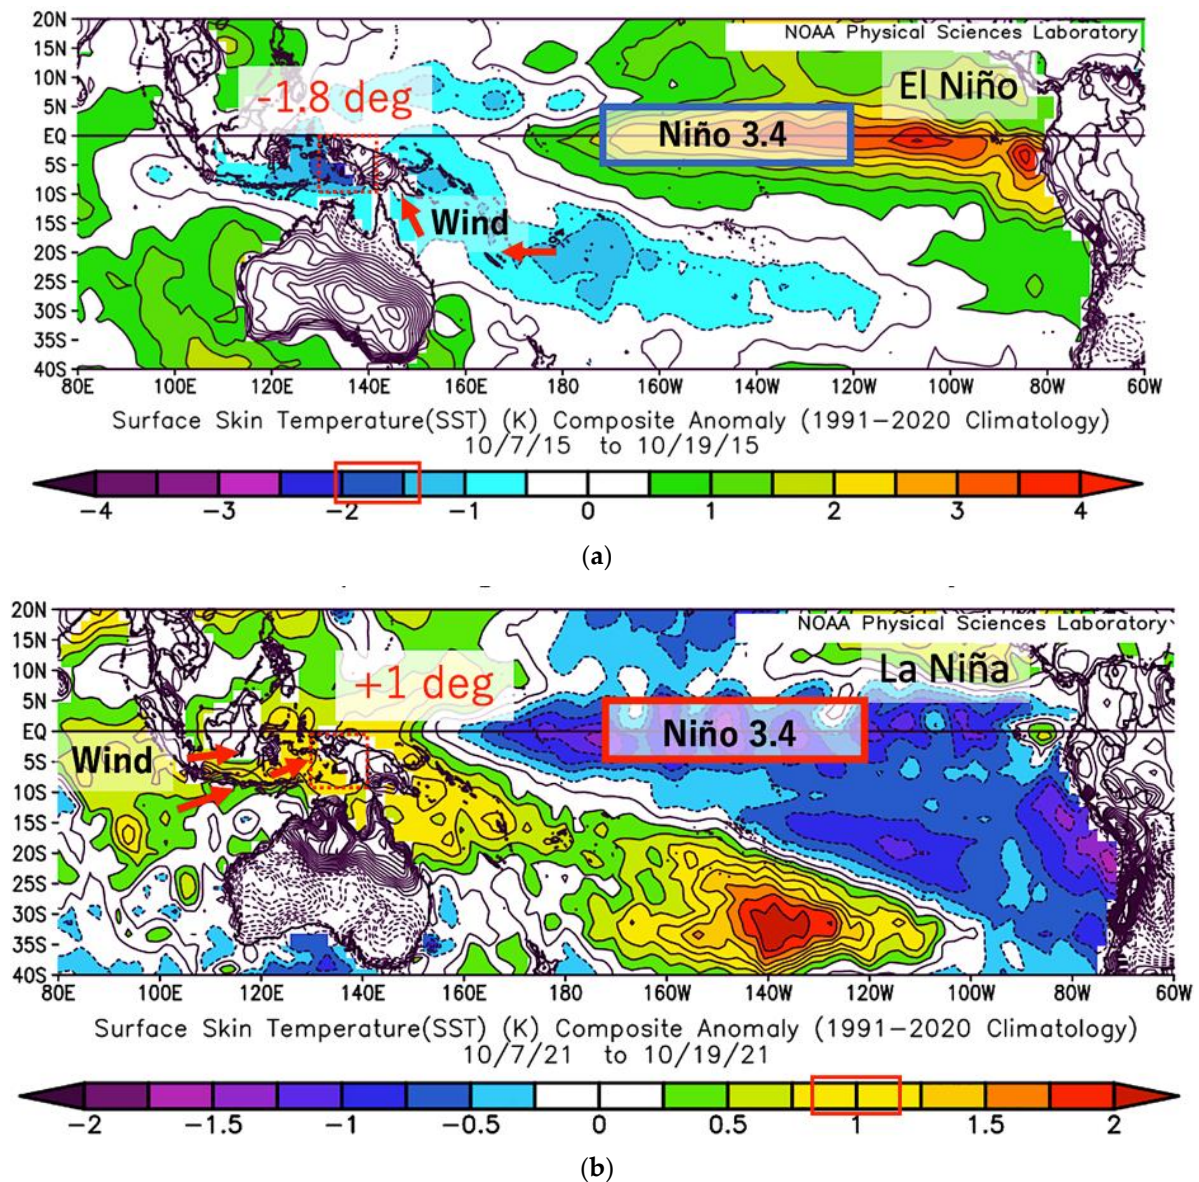 (a)
20N
15N
10N
5N
EQ
5S
10S
15S
20S
25S
30S
35S
40S
NOAA Physical Sciences Laboratory
-1.8 deg
El Niño
Niño 3.4
Wind
80E 100E 120E 140E 160E 180 160W 140W 120W 100W 80W 60W
Surface Skin Temperature(SST) (K) Composite Anomaly (1991-2020 Climatology)
10/7/15 to 10/19/15
-4 -3 -2 -1 0 1 2 3 4
(a)
20N
15N
10N
5N
EQ
5S
10S
15S
20S
25S
30S
35S
40S
NOAA Physical Sciences Laboratory
La Niña
+1 deg
Niño 3.4
Wind
80E 100E 120E 140E 160E 180 160W 140W 120W 100W 80W 60W
Surface Skin Temperature(SST) (K) Composite Anomaly (1991-2020 Climatology)
10/7/21 to 10/19/21
-2 -1.5 -1 -0.5 0 0.5 1 1.5 2
(b)